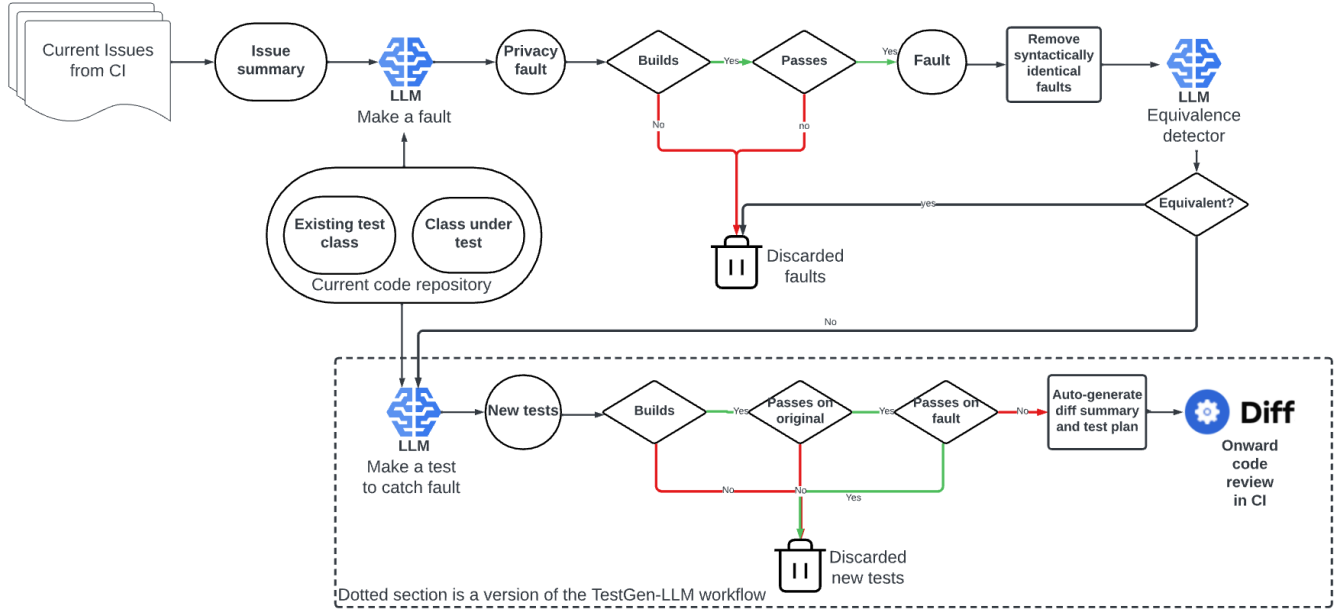 Current Issues
from CI
Issue
summary
LLM
Make a fault
Privacy
fault
Builds
Yes
Passes
Yes
Fault
Remove
syntactically
identical
faults
LLM
Equivalence
detector
No
no
Equivalent?
yes
Existing test
class
Class under
test
Current code repository
Discarded
faults
No
LLM
Make a test
to catch fault
New tests
Builds
Yes
Passes on
original
Yes
Passes on
fault
No
Auto-generate
diff summary
and test plan
Diff
Onward
code
review
in CI
No
No
Yes
Discarded
new tests
Dotted section is a version of the TestGen-LLM workflow